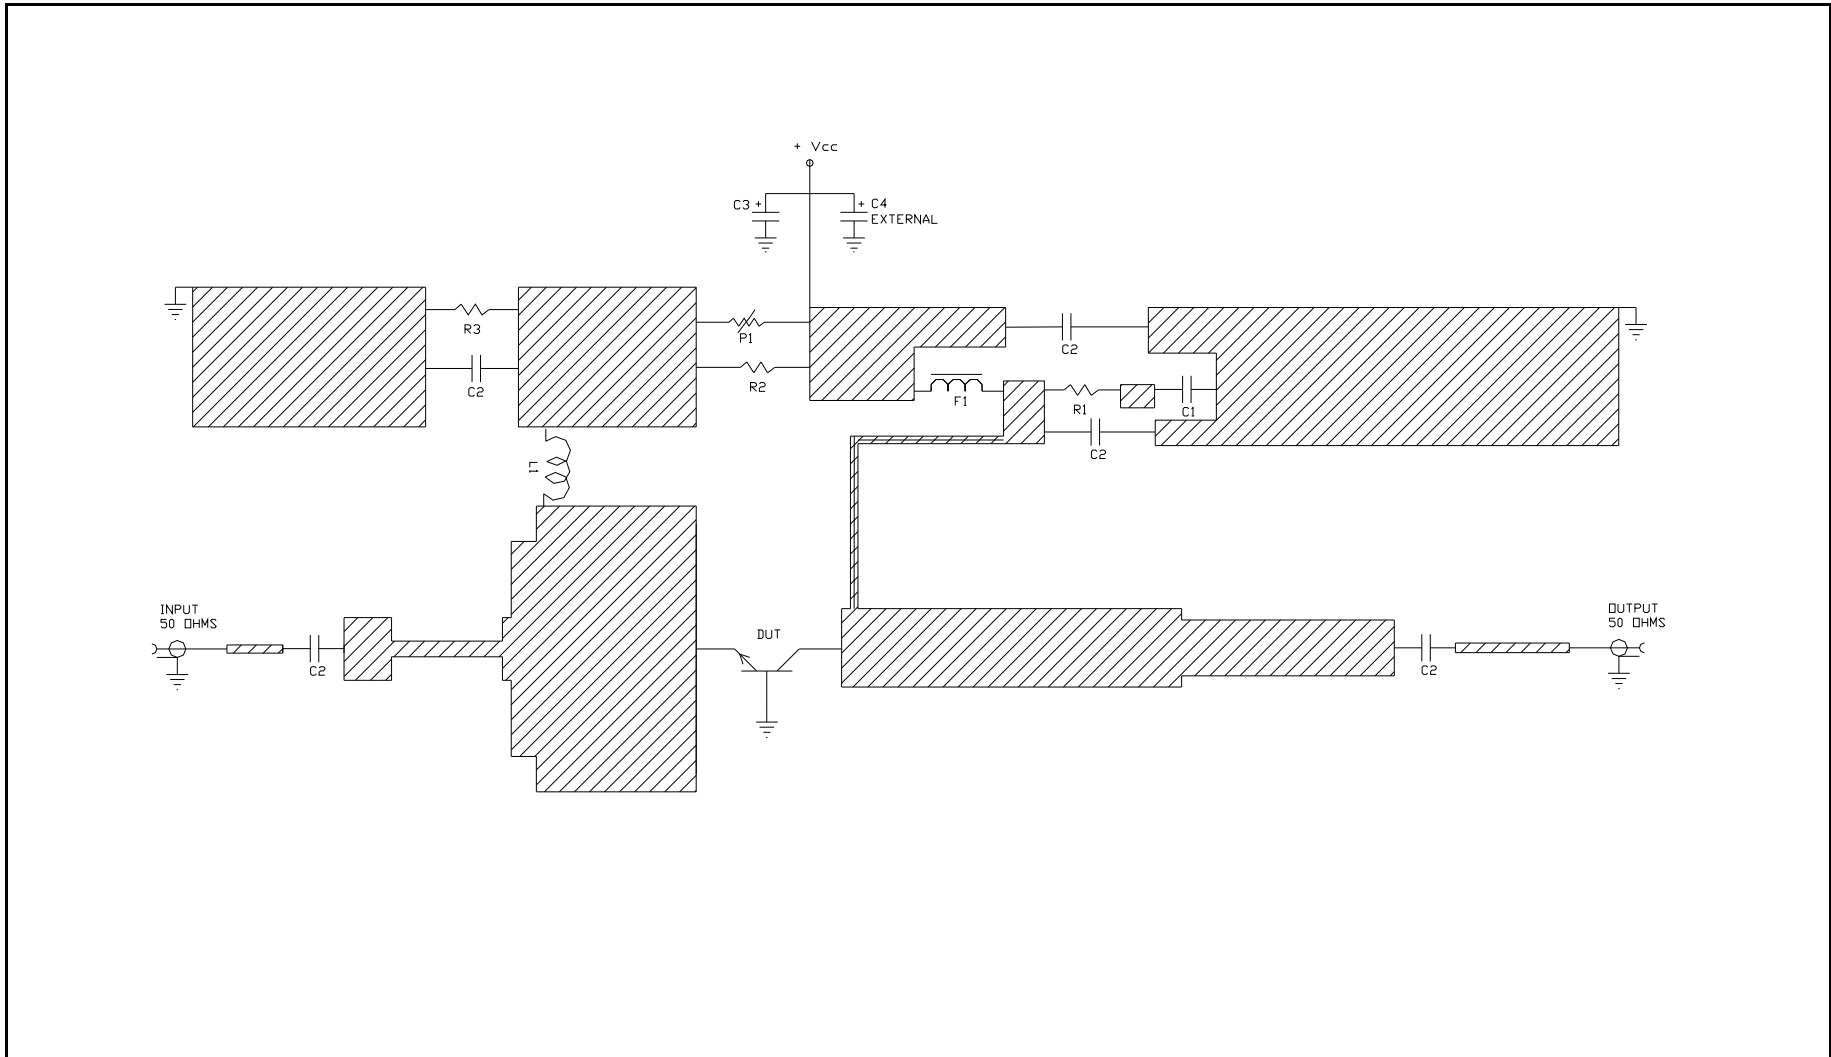 + Vcc
C3 +
+ C4
EXTERNAL
R3
P1
C2
C2
R2
F1
R1
C1
C2
L1
INPUT
50 OHMS
DUT
OUTPUT
50 OHMS
C2
C2